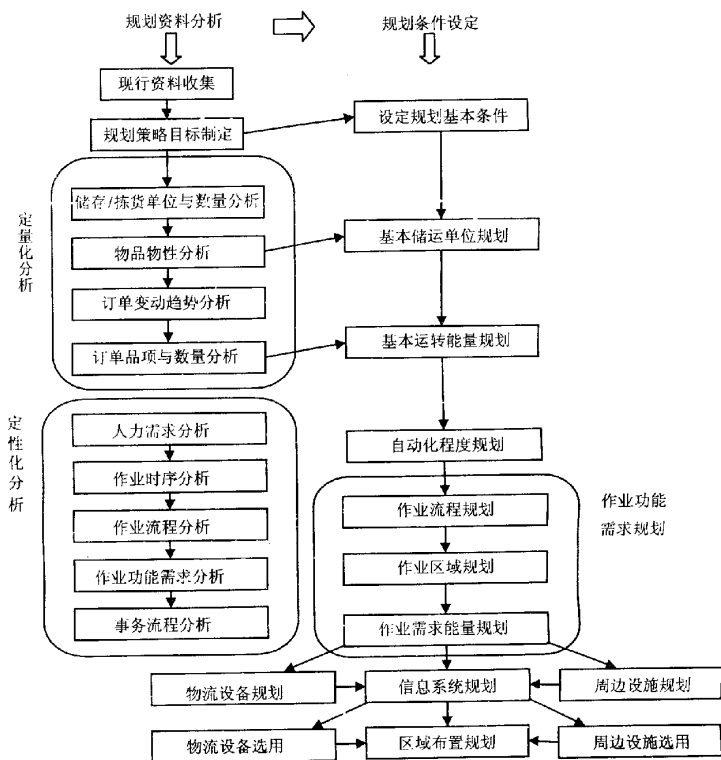 规划资料分析
规划条件设定
现行资料收集
规划策略目标制定
设定规划基本条件
定量化分析
储存/拣货单位与数量分析
物品物性分析
基本储运单位规划
订单变动趋势分析
订单品项与数量分析
基本运转能量规划
定性化分析
人力需求分析
自动化程度规划
作业时序分析
作业流程分析
作业功能需求分析
事务流程分析
作业功能
需求规划
作业流程规划
作业区域规划
作业需求能量规划
物流设备规划
信息系统规划
周边设施规划
物流设备选用
区域布置规划
周边设施选用